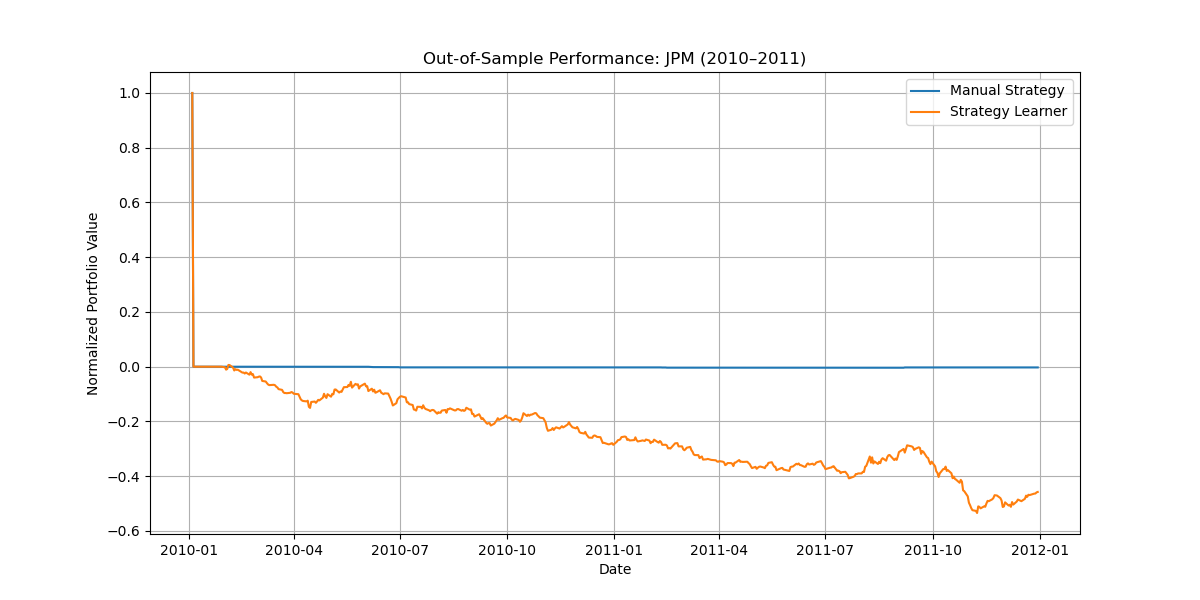 Out-of-Sample Performance: JPM (2010–2011)
Manual Strategy
Strategy Learner
Normalized Portfolio Value
1.0
0.8
0.6
0.4
0.2
0.0
−0.2
−0.4
−0.6
2010-01 2010-04 2010-07 2010-10 2011-01 2011-04 2011-07 2011-10 2012-01
Date